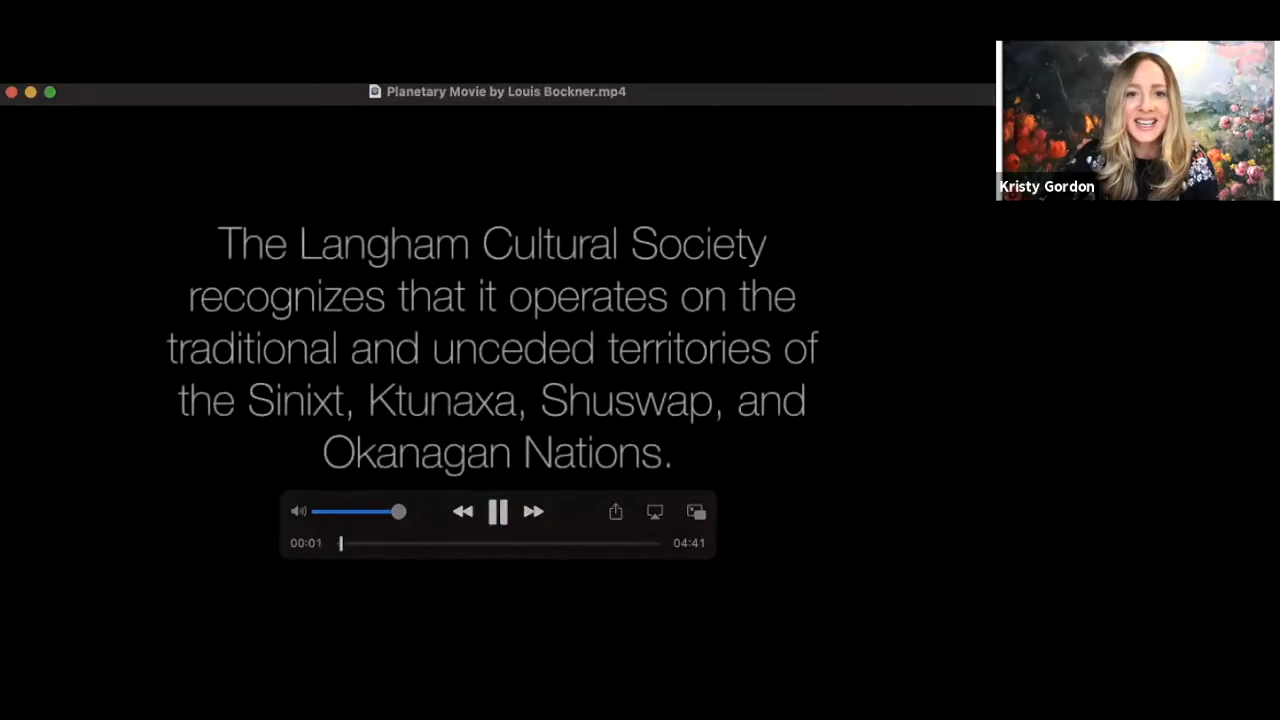 Planetary Movie by Louis Bockner.mp4
Kristy Gordon
The Langham Cultural Society
recognizes that it operates on the
traditional and unceded territories of
the Sinixt, Ktunaxa, Shuswap, and
Okanagan Nations.
00:01
04:41